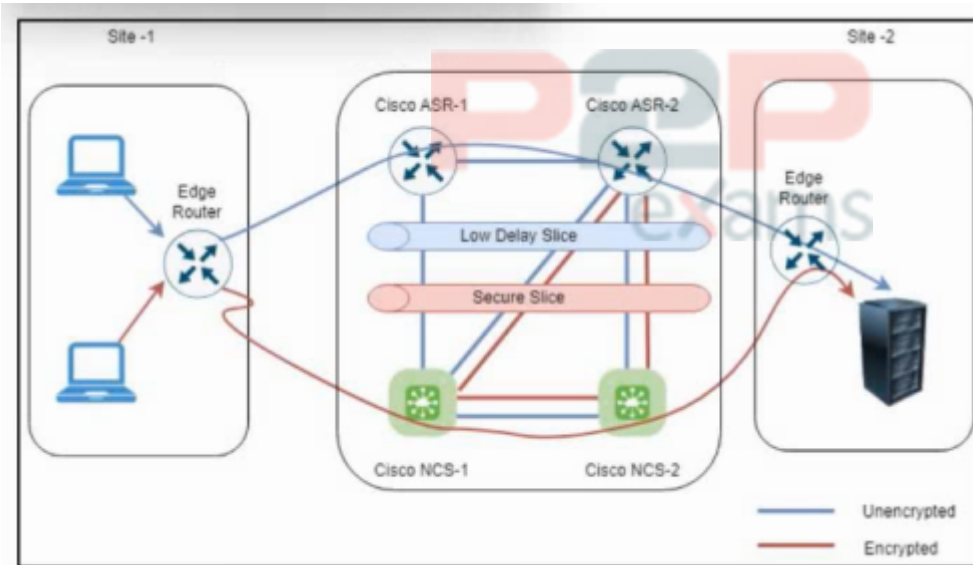 Site -1
Site -2
Cisco ASR-1
Cisco ASR-2
P2P
exams
Edge
Router
Edge
Router
Low Delay Slice
Secure Slice
Cisco NCS-1
Cisco NCS-2
Unencrypted
Encrypted